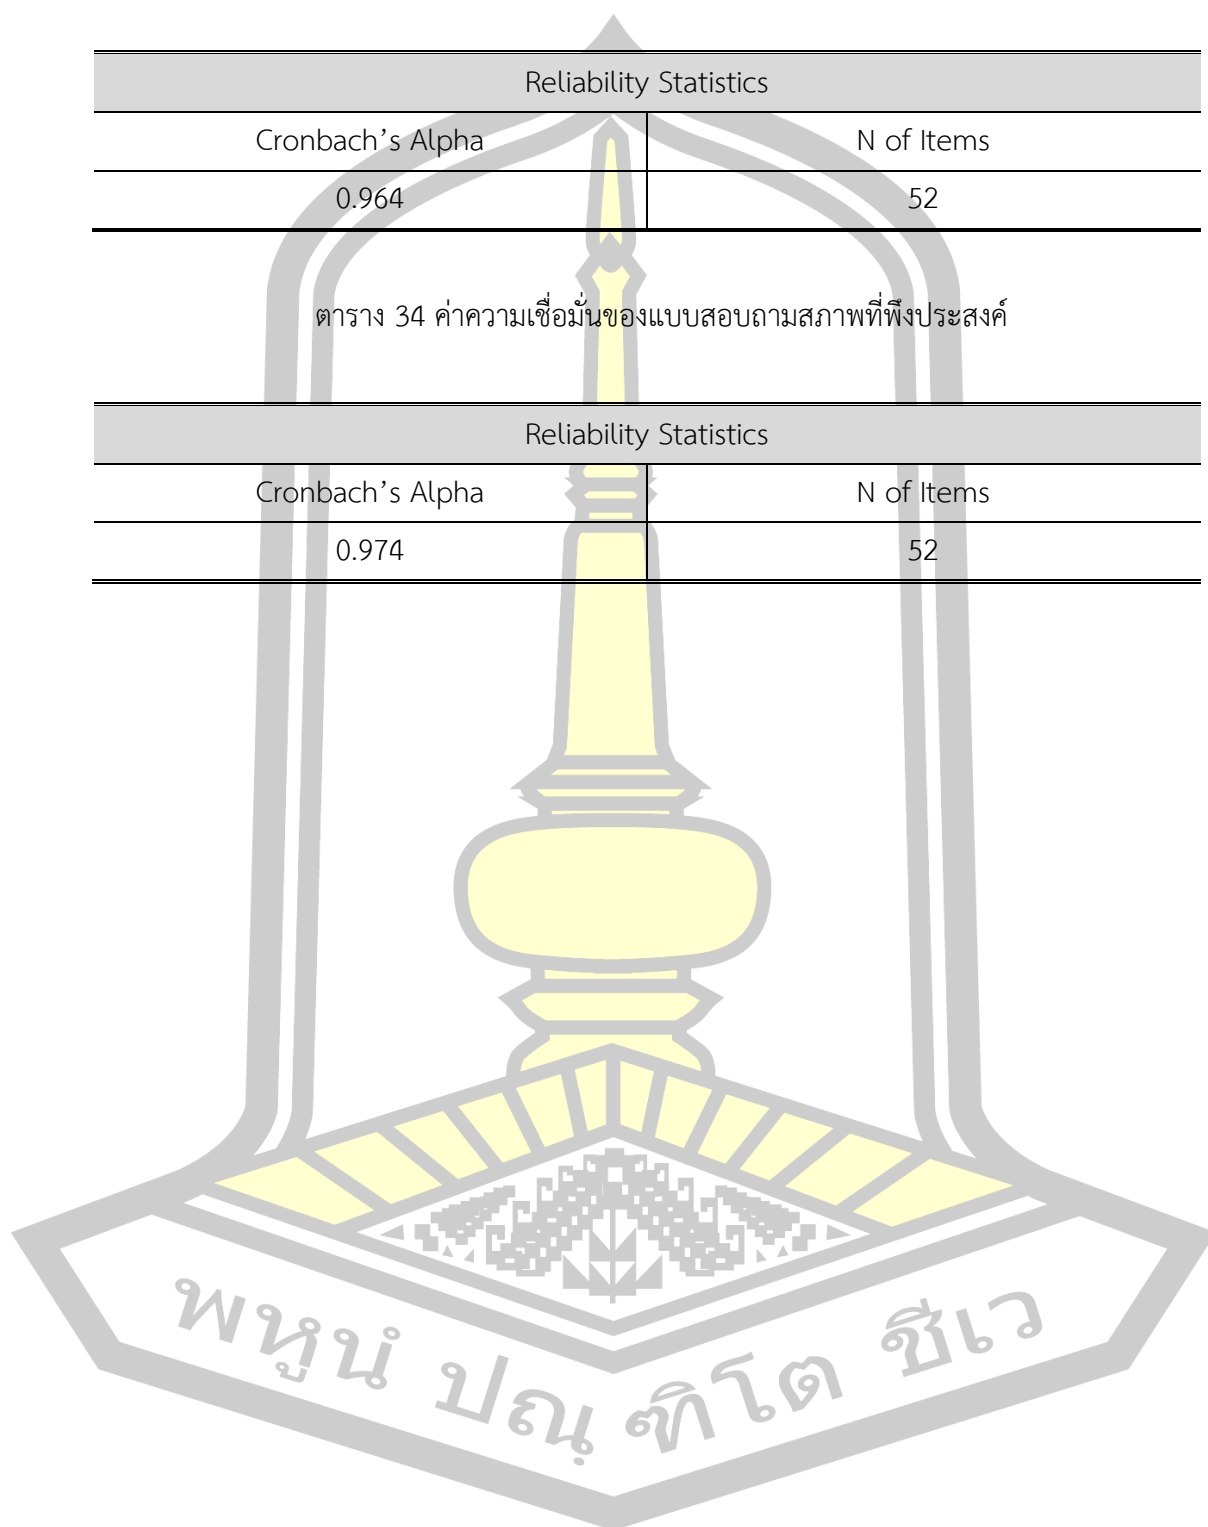 Reliability Statistics
Cronbach’s Alpha N of Items
0.964 52
ตาราง 34 ค่าความเชื่อมั่นของแบบสอบถามสภาพที่พึงประสงค์
Reliability Statistics
Cronbach’s Alpha N of Items
0.974 52
พหูนํ ปณฺฑิโต ชีเว